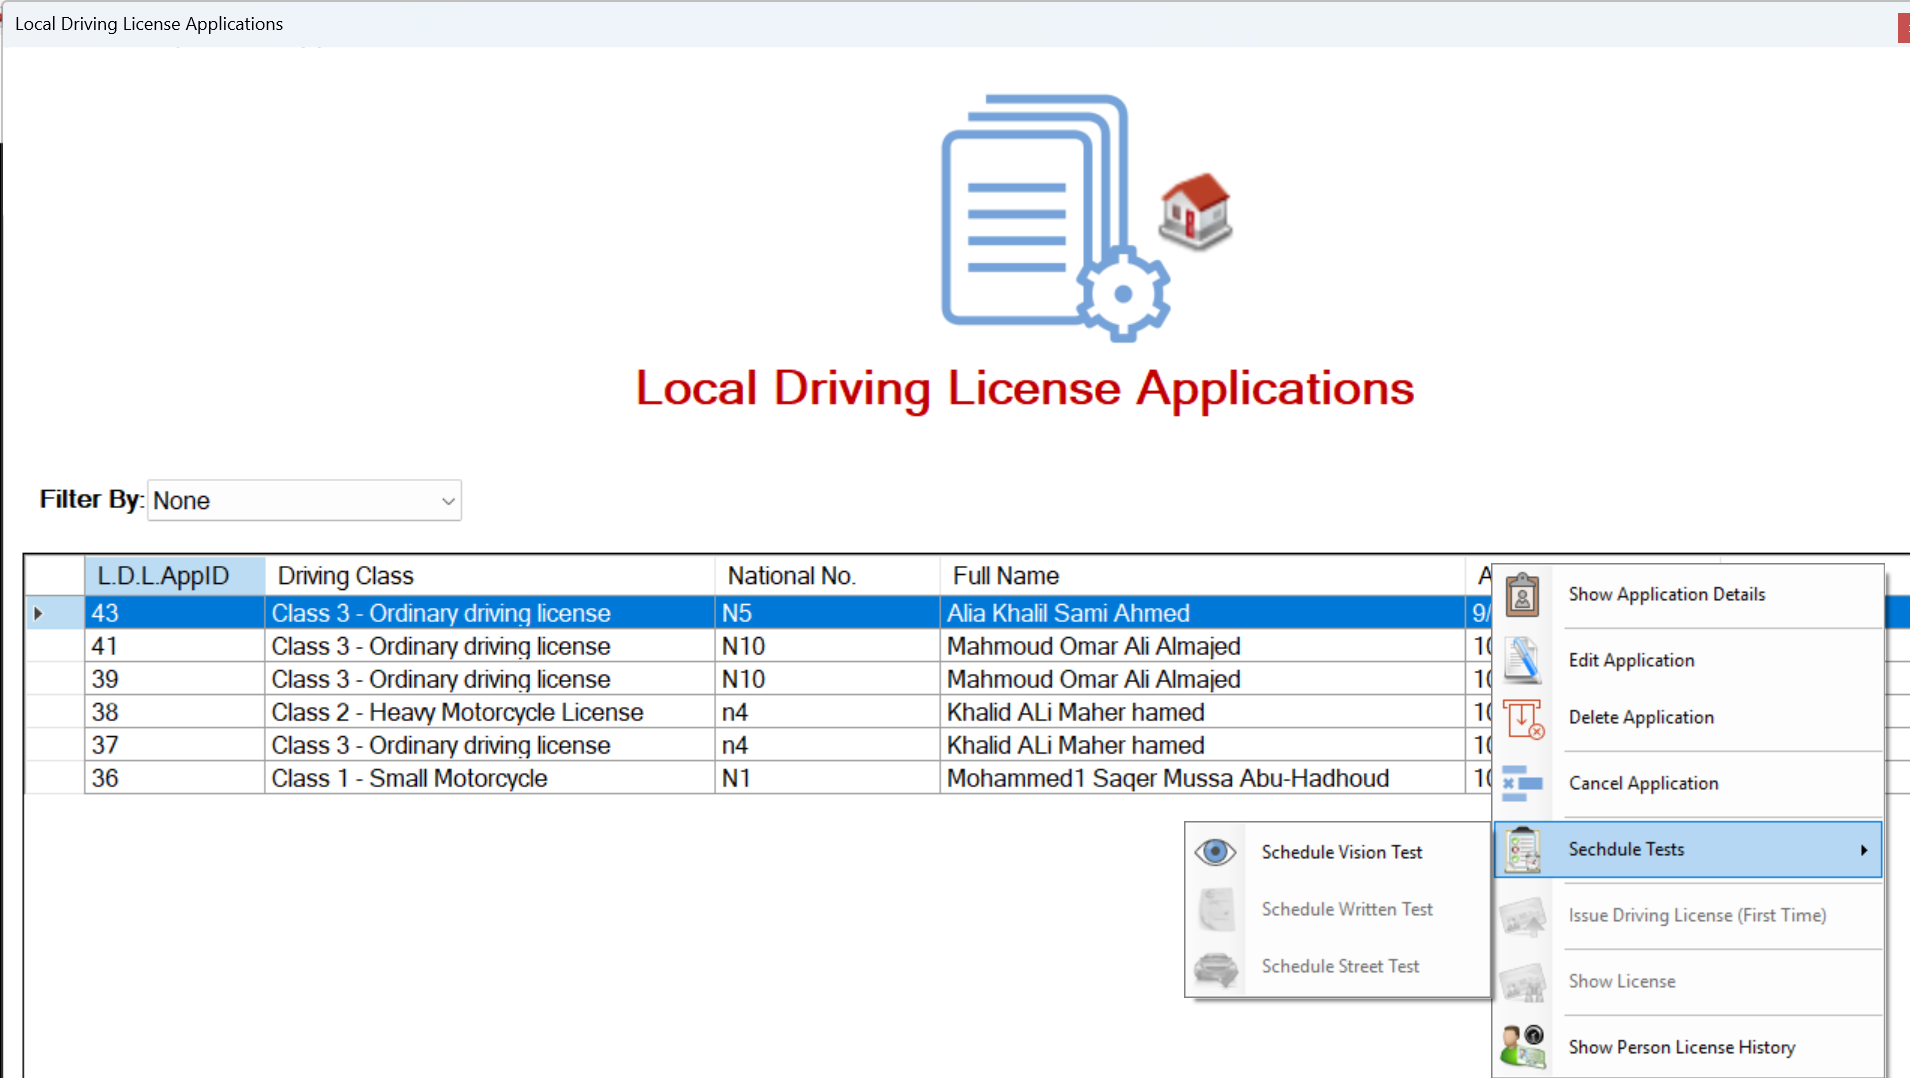 Local Driving License Applications
Local Driving License Applications
Filter By: None
L.D.L.AppID Driving Class National No. Full Name
43 Class 3 - Ordinary driving license N5 Alia Khalil Sami Ahmed 9/
41 Class 3 - Ordinary driving license N10 Mahmoud Omar Ali Almajed
39 Class 3 - Ordinary driving license N10 Mahmoud Omar Ali Almajed
38 Class 2 - Heavy Motorcycle License n4 Khalid ALi Maher hamed
37 Class 3 - Ordinary driving license n4 Khalid ALi Maher hamed
36 Class 1 - Small Motorcycle N1 Mohammed1 Saqer Mussa Abu-Hadhoud
Show Application Details
Edit Application
Delete Application
Cancel Application
Sechdule Tests
Schedule Vision Test
Schedule Written Test
Schedule Street Test
Issue Driving License (First Time)
Show License
Show Person License History